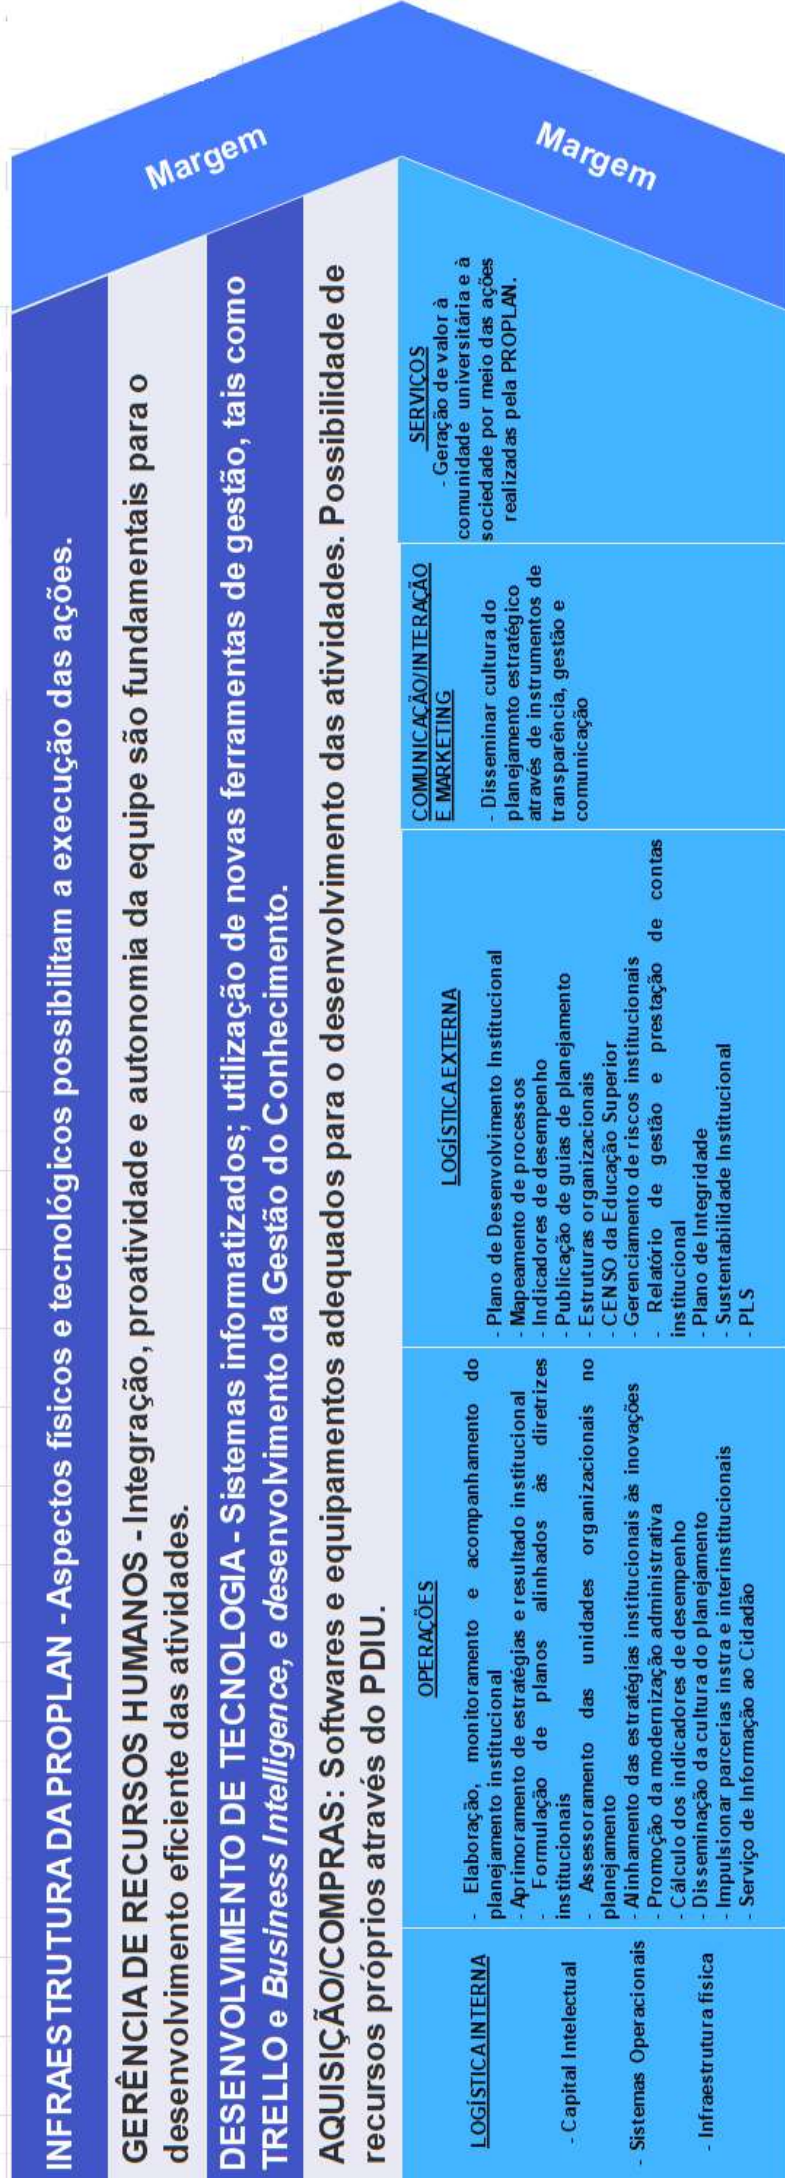 INFRAESTRUTURA DA PROPLAN - Aspectos físicos e tecnológicos possibilitam a execução das ações.
GERÊNCIA DE RECURSOS HUMANOS - Integração, proatividade e autonomia da equipe são fundamentais para o
desenvolvimento eficiente das atividades.
DESENVOLVIMENTO DE TECNOLOGIA - Sistemas informatizados; utilização de novas ferramentas de gestão, tais como
TRELLO e Business Intelligence, e desenvolvimento da Gestão do Conhecimento.
AQUISIÇÃO/COMPRAS: Softwares e equipamentos adequados para o desenvolvimento das atividades. Possibilidade de
recursos próprios através do PDIU.
Margem
LOGÍSTICA INTERNA
- Capital Intelectual
- Sistemas Operacionais
- Infraestrutura física
OPERAÇÕES
- Elaboração, monitoramento e acompanhamento do
planejamento institucional
- Aprimoramento de estratégias e resultado institucional
- Formulação de planos alinhados às diretrizes
institucionais
- Assessoramento das unidades organizacionais no
planejamento
- Alinhamento das estratégias institucionais às inovações
- Promoção da modernização administrativa
- Cálculo dos indicadores de desempenho
- Disseminação da cultura do planejamento
- Impulsionar parcerias instra e interinstitucionais
- Serviço de Informação ao Cidadão
LOGÍSTICA EXTERNA
- Plano de Desenvolvimento Institucional
- Mapeamento de processos
- Indicadores de desempenho
- Publicação de guias de planejamento
- Estruturas organizacionais
- CENSO da Educação Superior
- Gerenciamento de riscos institucionais
- Relatório de gestão e prestação de contas
institucional
- Plano de Integridade
- Sustentabilidade Institucional
- PLS
COMUNICAÇÃO/INTERAÇÃO
E MARKETING
- Disseminar cultura do
planejamento estratégico
através de instrumentos de
transparência, gestão e
comunicação
SERVIÇOS
- Geração de valor à
comunidade universitária e à
sociedade por meio das ações
realizadas pela PROPLAN.
Margem